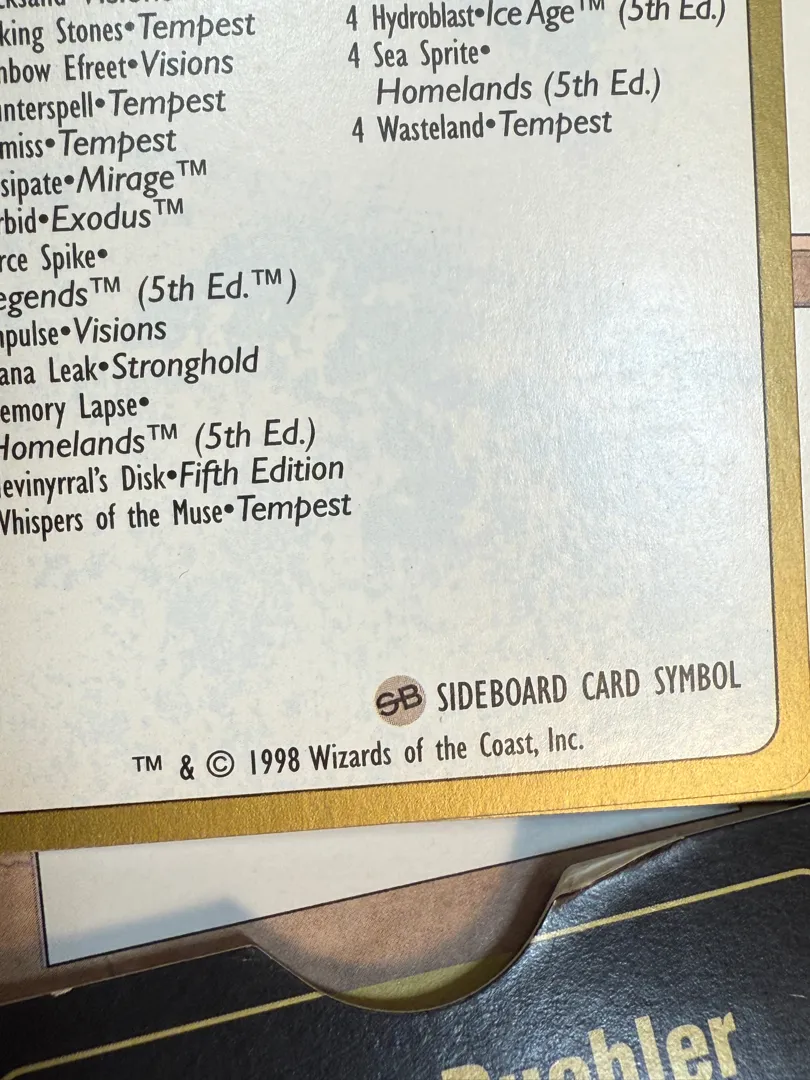 king Stones•Tempest
nbow Efreet•Visions
unterspell•Tempest
miss•Tempest
sipate•Mirage™
rbid•Exodus™
rce Spike•
egends™ (5th Ed.™)
mpulse•Visions
ana Leak•Stronghold
emory Lapse•
Homelands™ (5th Ed.)
evinyrral's Disk•Fifth Edition
Whispers of the Muse•Tempest
4 Hydroblast•Ice Age™ (5th Ed.)
4 Sea Sprite•
Homelands (5th Ed.)
4 Wasteland•Tempest
SB SIDEBOARD CARD SYMBOL
™ & © 1998 Wizards of the Coast, Inc.